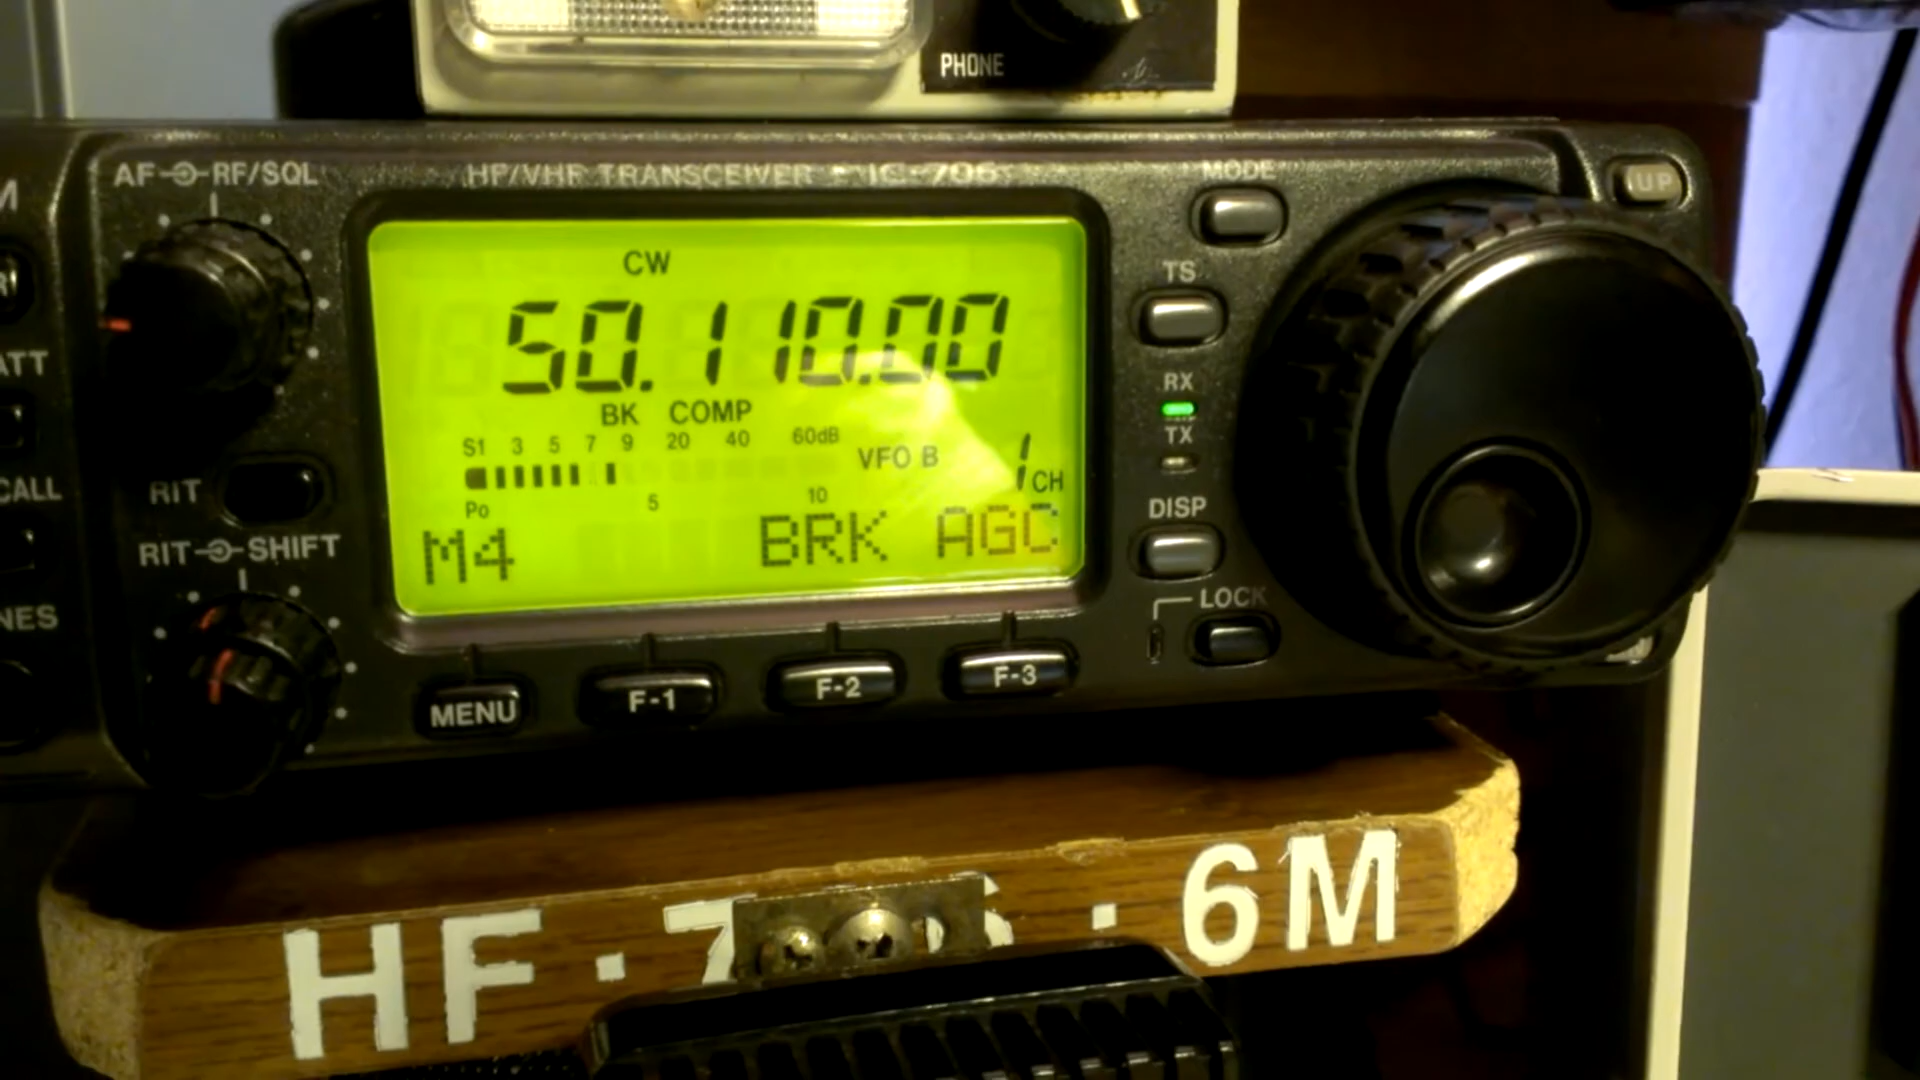 PHONE
AF RF/SQL
HF/VHF TRANSCEIVER IC-706
MODE
UP
CW
50.110.00
BK COMP
S1 3 5 7 9 20 40 60dB
VFO B
1CH
Po 5 10
M4 BRK AGC
TS
RX
TX
DISP
LOCK
ATT
CALL
RIT
RIT SHIFT
NES
MENU F-1 F-2 F-3
HF · 7 · 6M